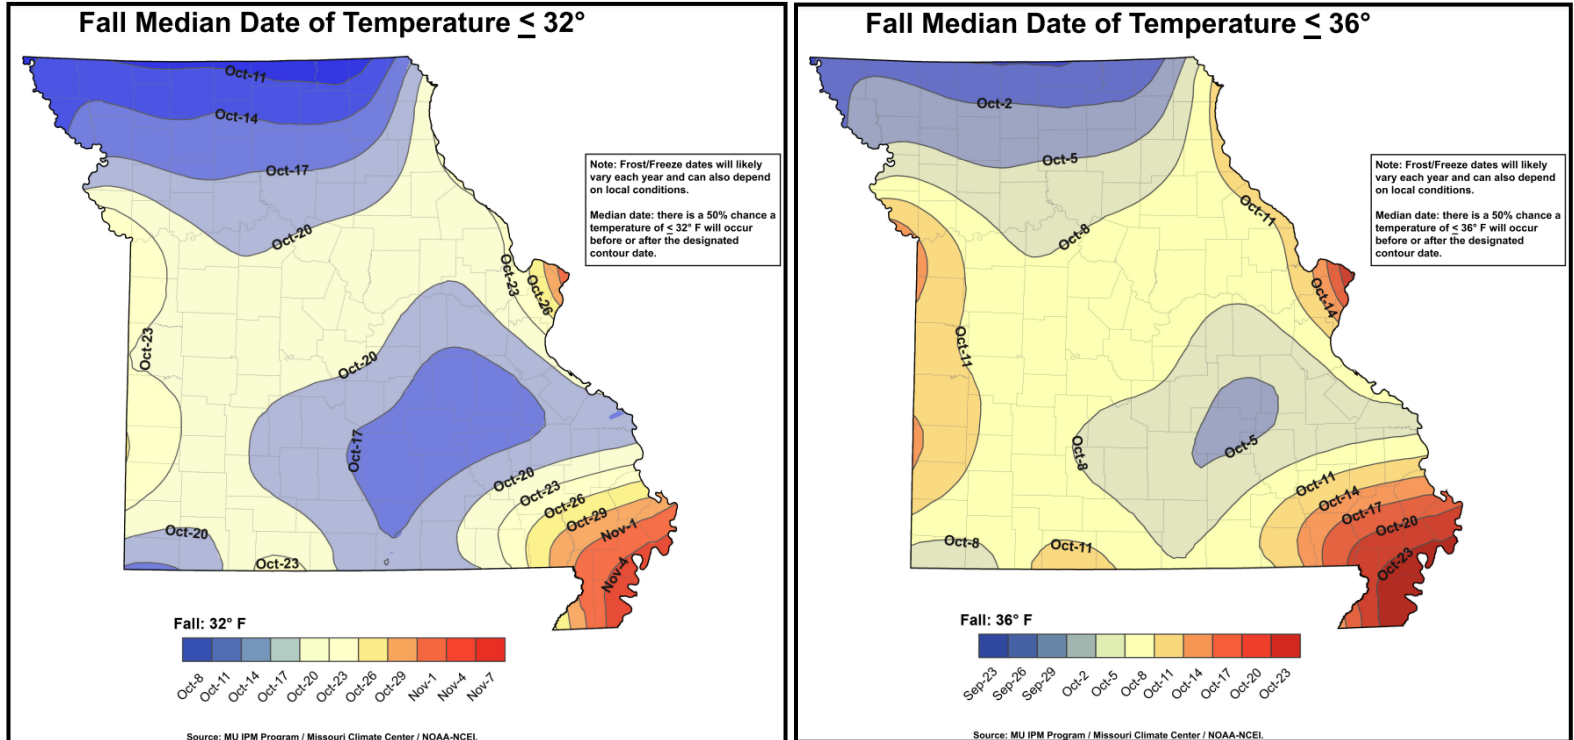 Fall Median Date of Temperature ≤ 32°
Oct-11
Oct-14
Oct-17
Oct-20
Oct-23
Oct-26
Oct-23
Oct-20
Oct-17
Oct-20
Oct-23
Oct-26
Oct-29
Nov-1
Nov-4
Oct-20
Oct-23
Note: Frost/Freeze dates will likely
vary each year and can also depend
on local conditions.
Median date: there is a 50% chance a
temperature of ≤ 32° F will occur
before or after the designated
contour date.
Fall: 32° F
Oct-8 Oct-11 Oct-14 Oct-17 Oct-20 Oct-23 Oct-26 Oct-29 Nov-1 Nov-4 Nov-7
Source: MU IPM Program / Missouri Climate Center / NOAA-NCEI.
Fall Median Date of Temperature ≤ 36°
Oct-2
Oct-5
Oct-8
Oct-11
Oct-14
Oct-11
Oct-8
Oct-5
Oct-11
Oct-14
Oct-17
Oct-20
Oct-23
Oct-8
Oct-11
Note: Frost/Freeze dates will likely
vary each year and can also depend
on local conditions.
Median date: there is a 50% chance a
temperature of ≤ 36° F will occur
before or after the designated
contour date.
Fall: 36° F
Sep-23 Sep-26 Sep-29 Oct-2 Oct-5 Oct-8 Oct-11 Oct-14 Oct-17 Oct-20 Oct-23
Source: MU IPM Program / Missouri Climate Center / NOAA-NCEI.